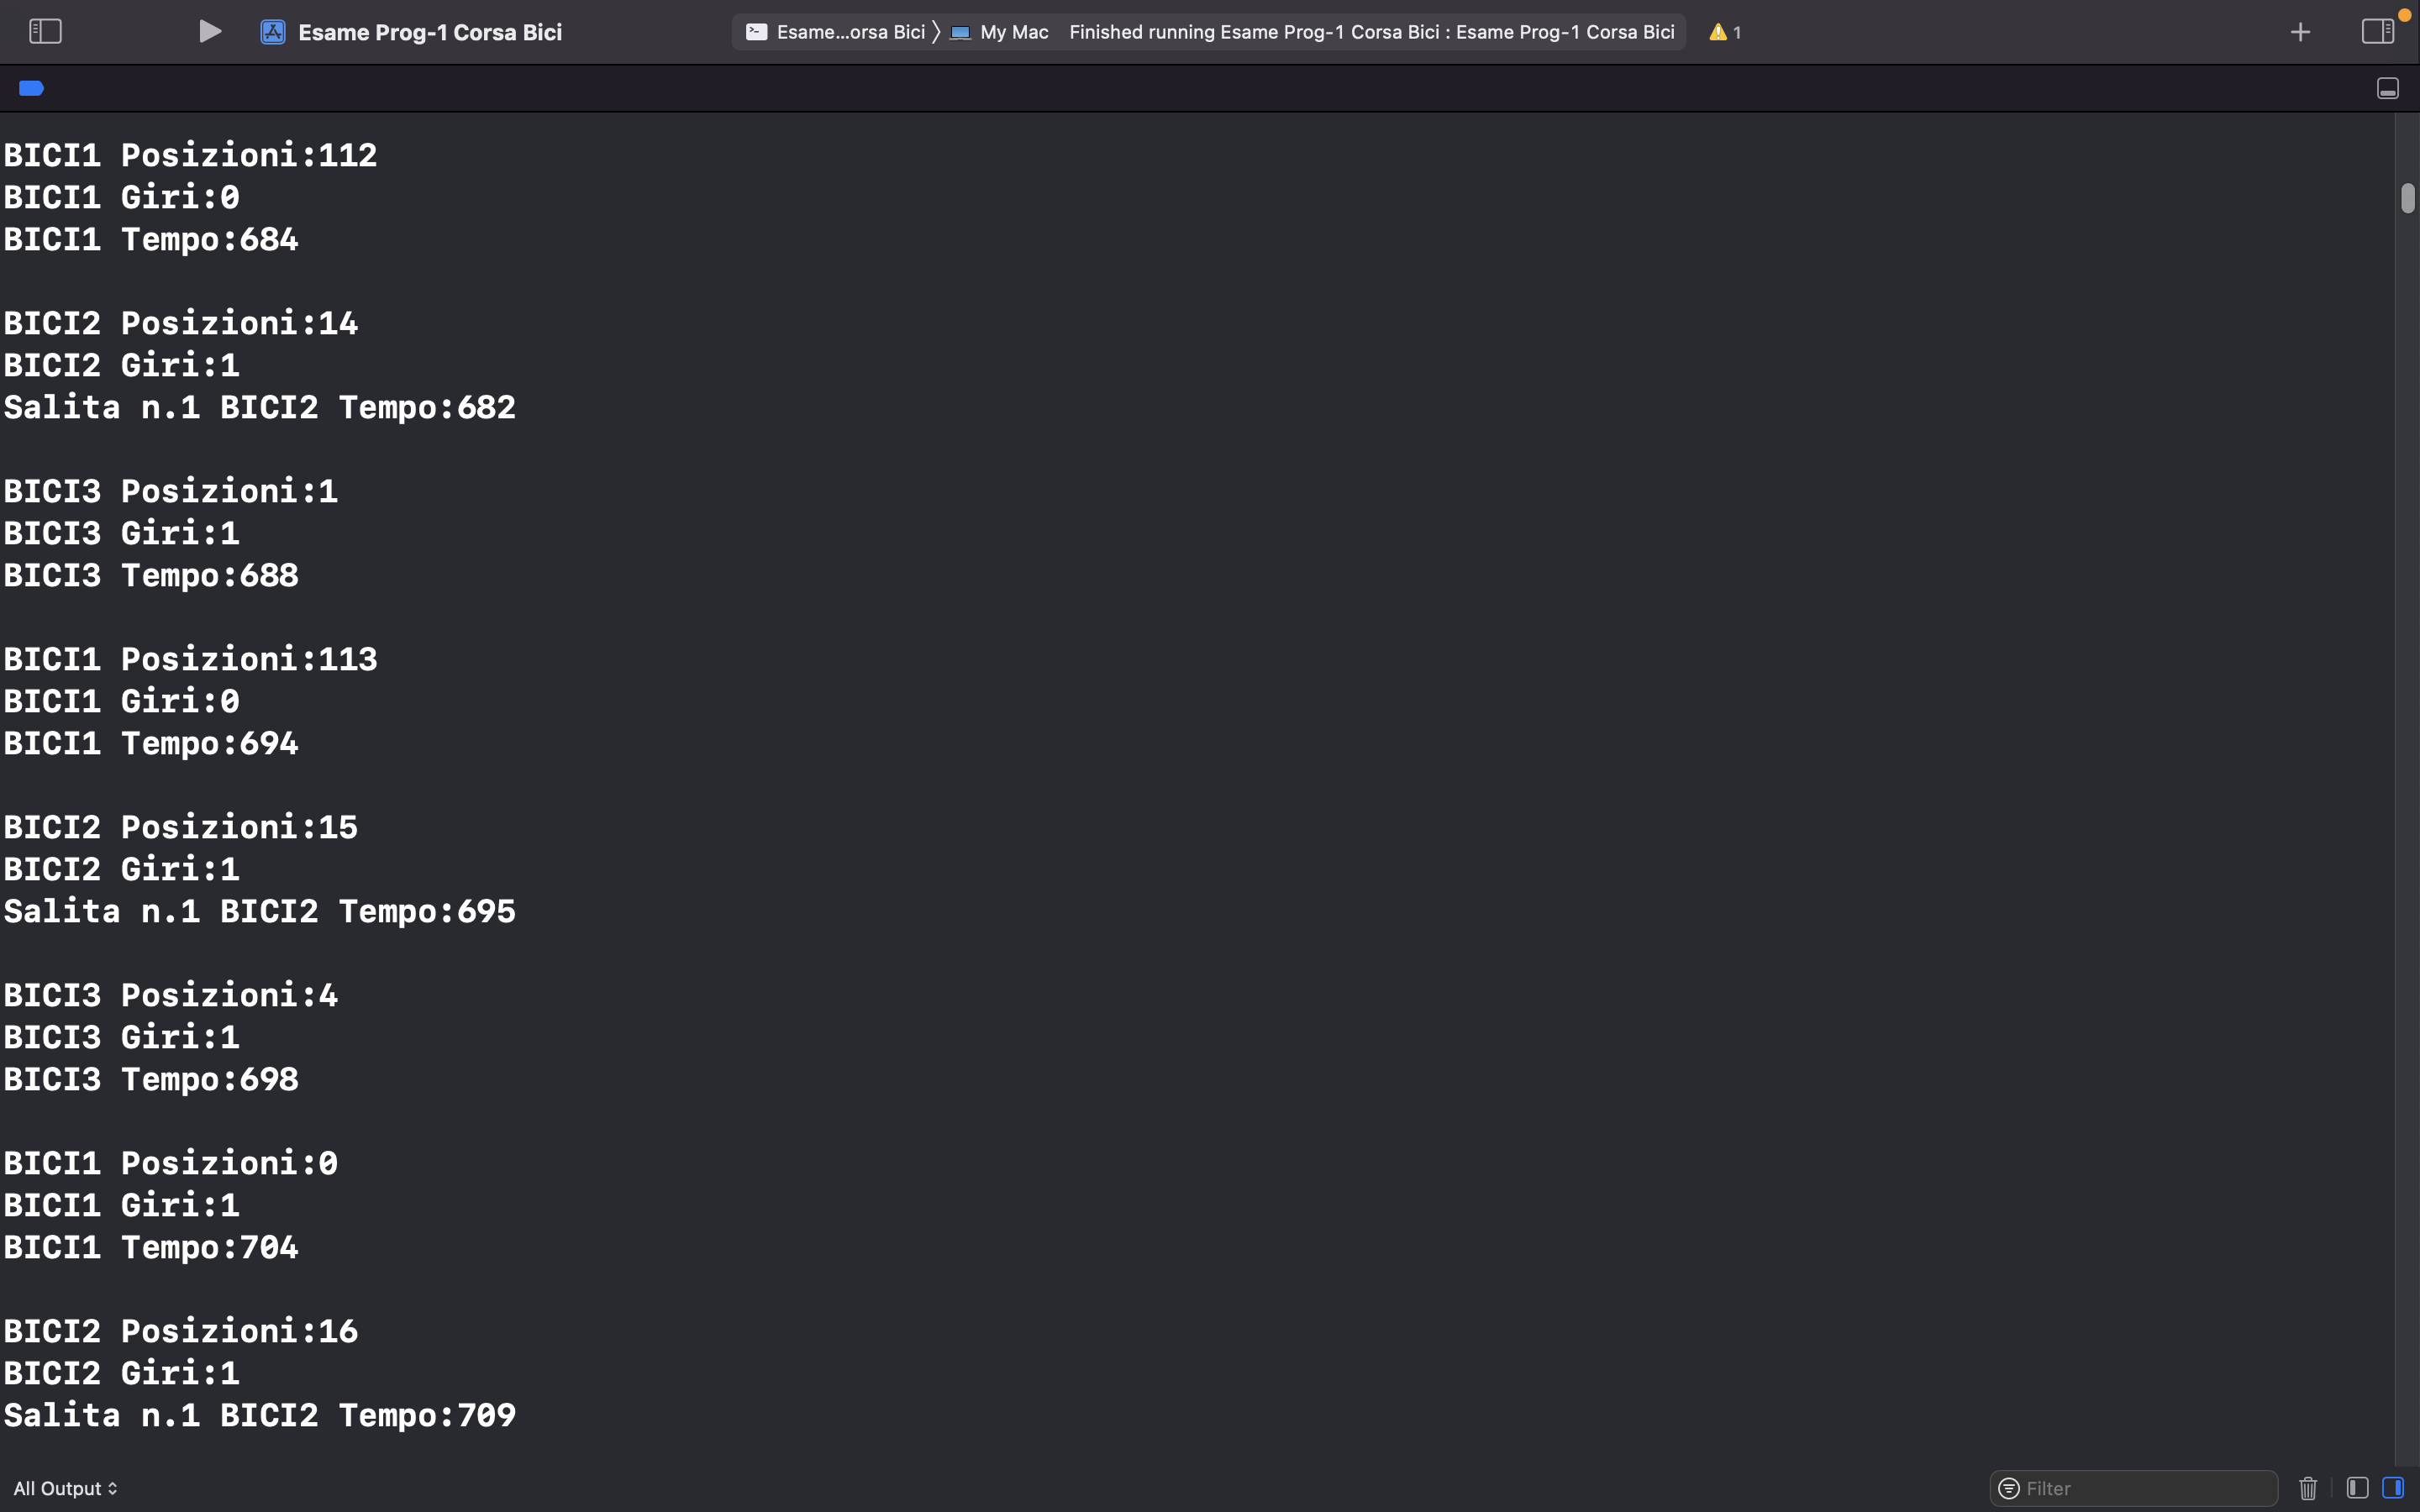 Esame Prog-1 Corsa Bici
Esame...orsa Bici 〉 My Mac Finished running Esame Prog-1 Corsa Bici : Esame Prog-1 Corsa Bici 1
BICI1 Posizioni:112
BICI1 Giri:0
BICI1 Tempo:684
BICI2 Posizioni:14
BICI2 Giri:1
Salita n.1 BICI2 Tempo:682
BICI3 Posizioni:1
BICI3 Giri:1
BICI3 Tempo:688
BICI1 Posizioni:113
BICI1 Giri:0
BICI1 Tempo:694
BICI2 Posizioni:15
BICI2 Giri:1
Salita n.1 BICI2 Tempo:695
BICI3 Posizioni:4
BICI3 Giri:1
BICI3 Tempo:698
BICI1 Posizioni:0
BICI1 Giri:1
BICI1 Tempo:704
BICI2 Posizioni:16
BICI2 Giri:1
Salita n.1 BICI2 Tempo:709
All Output
Filter